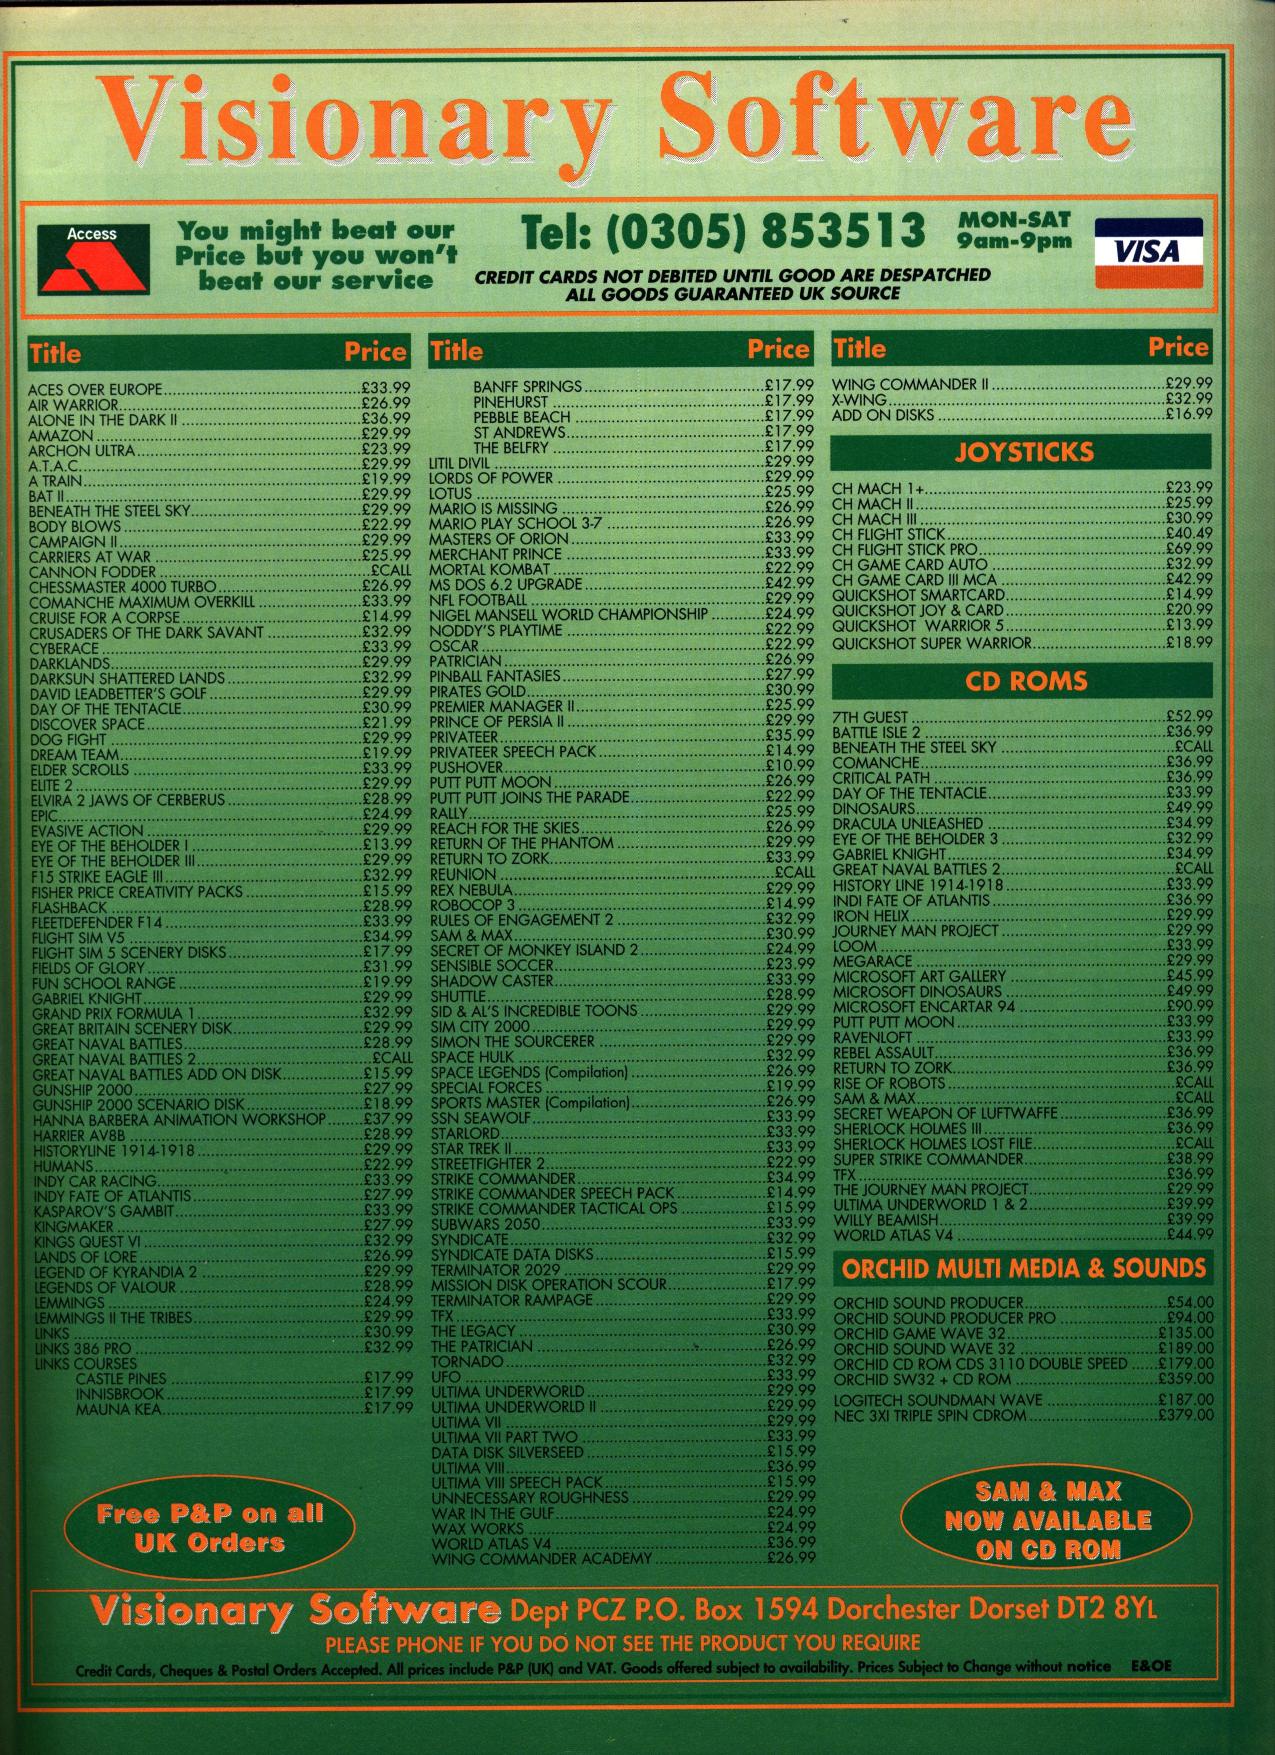 Visionary Software
Access
You might beat our
Price but you won't
beat our service
Tel: (0305) 853513
MON-SAT
9am-9pm
CREDIT CARDS NOT DEBITED UNTIL GOOD ARE DESPATCHED
ALL GOODS GUARANTEED UK SOURCE
VISA
Title Price
ACES OVER EUROPE £33.99
AIR WARRIOR £26.99
ALONE IN THE DARK II £36.99
AMAZON £29.99
ARCHON ULTRA £23.99
A.T.A.C. £29.99
A TRAIN £19.99
BAT II £29.99
BENEATH THE STEEL SKY £29.99
BODY BLOWS £22.99
CAMPAIGN II £29.99
CARRIERS AT WAR £25.99
CANNON FODDER £CALL
CHESSMASTER 4000 TURBO £26.99
COMANCHE MAXIMUM OVERKILL £33.99
CRUISE FOR A CORPSE £14.99
CRUSADERS OF THE DARK SAVANT £32.99
CYBERACE £33.99
DARKLANDS £29.99
DARKSUN SHATTERED LANDS £32.99
DAVID LEADBETTER'S GOLF £29.99
DAY OF THE TENTACLE £30.99
DISCOVER SPACE £21.99
DOG FIGHT £29.99
DREAM TEAM £19.99
ELDER SCROLLS £33.99
ELITE 2 £29.99
ELVIRA 2 JAWS OF CERBERUS £28.99
EPIC £24.99
EVASIVE ACTION £29.99
EYE OF THE BEHOLDER I £13.99
EYE OF THE BEHOLDER III £29.99
F15 STRIKE EAGLE III £32.99
FISHER PRICE CREATIVITY PACKS £15.99
FLASHBACK £28.99
FLEETDEFENDER F14 £33.99
FLIGHT SIM V5 £34.99
FLIGHT SIM 5 SCENERY DISKS £17.99
FIELDS OF GLORY £31.99
FUN SCHOOL RANGE £19.99
GABRIEL KNIGHT £29.99
GRAND PRIX FORMULA 1 £32.99
GREAT BRITAIN SCENERY DISK £29.99
GREAT NAVAL BATTLES £28.99
GREAT NAVAL BATTLES 2 £CALL
GREAT NAVAL BATTLES ADD ON DISK £15.99
GUNSHIP 2000 £27.99
GUNSHIP 2000 SCENARIO DISK £18.99
HANNA BARBERA ANIMATION WORKSHOP £37.99
HARRIER AV8B £28.99
HISTORYLINE 1914-1918 £29.99
HUMANS £22.99
INDY CAR RACING £33.99
INDY FATE OF ATLANTIS £27.99
KASPAROV'S GAMBIT £33.99
KINGMAKER £27.99
KINGS QUEST VI £32.99
LANDS OF LORE £26.99
LEGEND OF KYRANDIA 2 £29.99
LEGENDS OF VALOUR £28.99
LEMMINGS £24.99
LEMMINGS II THE TRIBES £29.99
LINKS £30.99
LINKS 386 PRO £32.99
LINKS COURSES
CASTLE PINES £17.99
INNISBROOK £17.99
MAUNA KEA £17.99
Free P&P on all
UK Orders
Title Price
BANFF SPRINGS £17.99
PINEHURST £17.99
PEBBLE BEACH £17.99
ST ANDREWS £17.99
THE BELFRY £17.99
LITIL DIVIL £29.99
LORDS OF POWER £29.99
LOTUS £25.99
MARIO IS MISSING £26.99
MARIO PLAY SCHOOL 3-7 £26.99
MASTERS OF ORION £33.99
MERCHANT PRINCE £33.99
MORTAL KOMBAT £22.99
MS DOS 6.2 UPGRADE £42.99
NFL FOOTBALL £29.99
NIGEL MANSELL WORLD CHAMPIONSHIP £24.99
NODDY'S PLAYTIME £22.99
OSCAR £22.99
PATRICIAN £26.99
PINBALL FANTASIES £27.99
PIRATES GOLD £30.99
PREMIER MANAGER II £25.99
PRINCE OF PERSIA II £29.99
PRIVATEER £35.99
PRIVATEER SPEECH PACK £14.99
PUSHOVER £10.99
PUTT PUTT MOON £26.99
PUTT PUTT JOINS THE PARADE £22.99
RALLY £25.99
REACH FOR THE SKIES £26.99
RETURN OF THE PHANTOM £29.99
RETURN TO ZORK £33.99
REUNION £CALL
REX NEBULA £29.99
ROBOCOP 3 £14.99
RULES OF ENGAGEMENT 2 £32.99
SAM & MAX £30.99
SECRET OF MONKEY ISLAND 2 £24.99
SENSIBLE SOCCER £23.99
SHADOW CASTER £33.99
SHUTTLE £28.99
SID & AL'S INCREDIBLE TOONS £29.99
SIM CITY 2000 £29.99
SIMON THE SOURCERER £29.99
SPACE HULK £32.99
SPACE LEGENDS (Compilation) £26.99
SPECIAL FORCES £19.99
SPORTS MASTER (Compilation) £26.99
SSN SEAWOLF £33.99
STARLORD £33.99
STAR TREK II £33.99
STREETFIGHTER 2 £22.99
STRIKE COMMANDER £34.99
STRIKE COMMANDER SPEECH PACK £14.99
STRIKE COMMANDER TACTICAL OPS £15.99
SUBWARS 2050 £33.99
SYNDICATE £32.99
SYNDICATE DATA DISKS £15.99
TERMINATOR 2029 £29.99
MISSION DISK OPERATION SCOUR £17.99
TERMINATOR RAMPAGE £29.99
TFX £33.99
THE LEGACY £30.99
THE PATRICIAN £26.99
TORNADO £32.99
UFO £33.99
ULTIMA UNDERWORLD £29.99
ULTIMA UNDERWORLD II £29.99
ULTIMA VII £29.99
ULTIMA VII PART TWO £33.99
DATA DISK SILVERSEED £15.99
ULTIMA VIII £36.99
ULTIMA VIII SPEECH PACK £15.99
UNNECESSARY ROUGHNESS £29.99
WAR IN THE GULF £24.99
WAX WORKS £24.99
WORLD ATLAS V4 £36.99
WING COMMANDER ACADEMY £26.99
Title Price
WING COMMANDER II £29.99
X-WING £32.99
ADD ON DISKS £16.99
JOYSTICKS
CH MACH 1+ £23.99
CH MACH II £25.99
CH MACH III £30.99
CH FLIGHT STICK £40.49
CH FLIGHT STICK PRO £69.99
CH GAME CARD AUTO £32.99
CH GAME CARD III MCA £42.99
QUICKSHOT SMARTCARD £14.99
QUICKSHOT JOY & CARD £20.99
QUICKSHOT WARRIOR 5 £13.99
QUICKSHOT SUPER WARRIOR £18.99
CD ROMS
7TH GUEST £52.99
BATTLE ISLE 2 £36.99
BENEATH THE STEEL SKY £CALL
COMANCHE £36.99
CRITICAL PATH £36.99
DAY OF THE TENTACLE £33.99
DINOSAURS £49.99
DRACULA UNLEASHED £34.99
EYE OF THE BEHOLDER 3 £32.99
GABRIEL KNIGHT £34.99
GREAT NAVAL BATTLES 2 £CALL
HISTORY LINE 1914-1918 £33.99
INDI FATE OF ATLANTIS £36.99
IRON HELIX £29.99
JOURNEY MAN PROJECT £29.99
LOOM £33.99
MEGARACE £29.99
MICROSOFT ART GALLERY £45.99
MICROSOFT DINOSAURS £49.99
MICROSOFT ENCARTAR 94 £90.99
PUTT PUTT MOON £33.99
RAVENLOFT £33.99
REBEL ASSAULT £36.99
RETURN TO ZORK £36.99
RISE OF ROBOTS £CALL
SAM & MAX £CALL
SECRET WEAPON OF LUFTWAFFE £36.99
SHERLOCK HOLMES III £36.99
SHERLOCK HOLMES LOST FILE £CALL
SUPER STRIKE COMMANDER £38.99
TFX £36.99
THE JOURNEY MAN PROJECT £29.99
ULTIMA UNDERWORLD 1 & 2 £39.99
WILLY BEAMISH £39.99
WORLD ATLAS V4 £44.99
ORCHID MULTI MEDIA & SOUNDS
ORCHID SOUND PRODUCER £54.00
ORCHID SOUND PRODUCER PRO £94.00
ORCHID GAME WAVE 32 £135.00
ORCHID SOUND WAVE 32 £189.00
ORCHID CD ROM CDS 3110 DOUBLE SPEED £179.00
ORCHID SW32 + CD ROM £359.00
LOGITECH SOUNDMAN WAVE £187.00
NEC 3XI TRIPLE SPIN CDROM £379.00
SAM & MAX
NOW AVAILABLE
ON CD ROM
Visionary Software Dept PCZ P.O. Box 1594 Dorchester Dorset DT2 8YL
PLEASE PHONE IF YOU DO NOT SEE THE PRODUCT YOU REQUIRE
Credit Cards, Cheques & Postal Orders Accepted. All prices include P&P (UK) and VAT. Goods offered subject to availability. Prices Subject to Change without notice E&OE